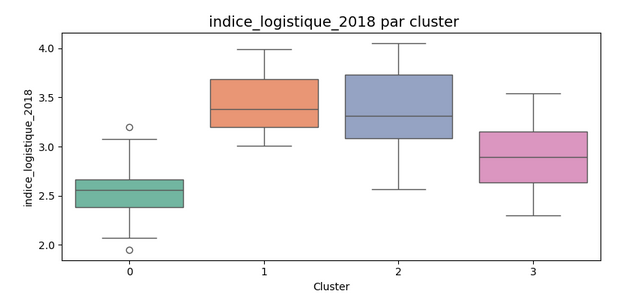 indice_logistique_2018 par cluster
indice_logistique_2018
4.0
3.5
3.0
2.5
2.0
0 1 2 3
Cluster